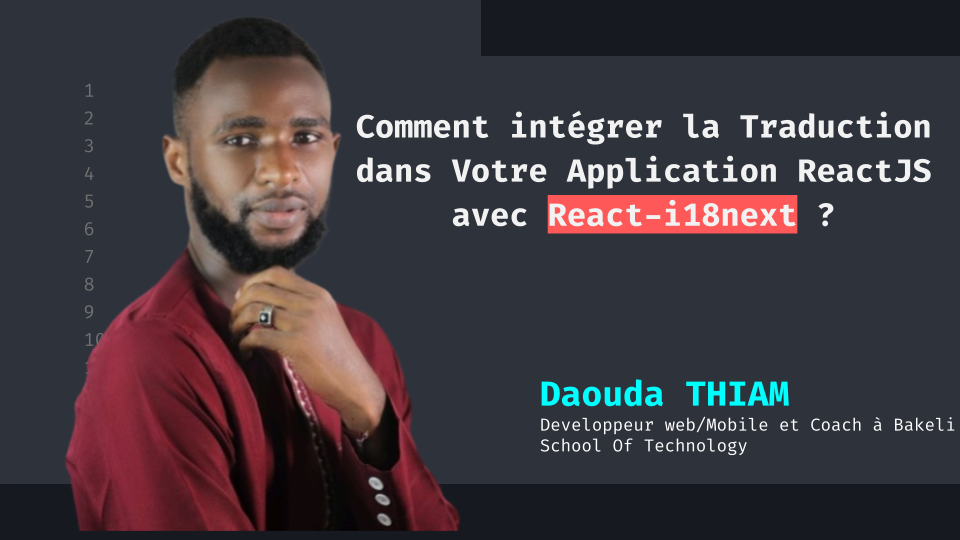 1
2
3
4
5
6
7
8
9
10
Comment intégrer la Traduction
dans Votre Application ReactJS
avec React-i18next ?
Daouda THIAM
Developpeur web/Mobile et Coach à Bakeli
School Of Technology